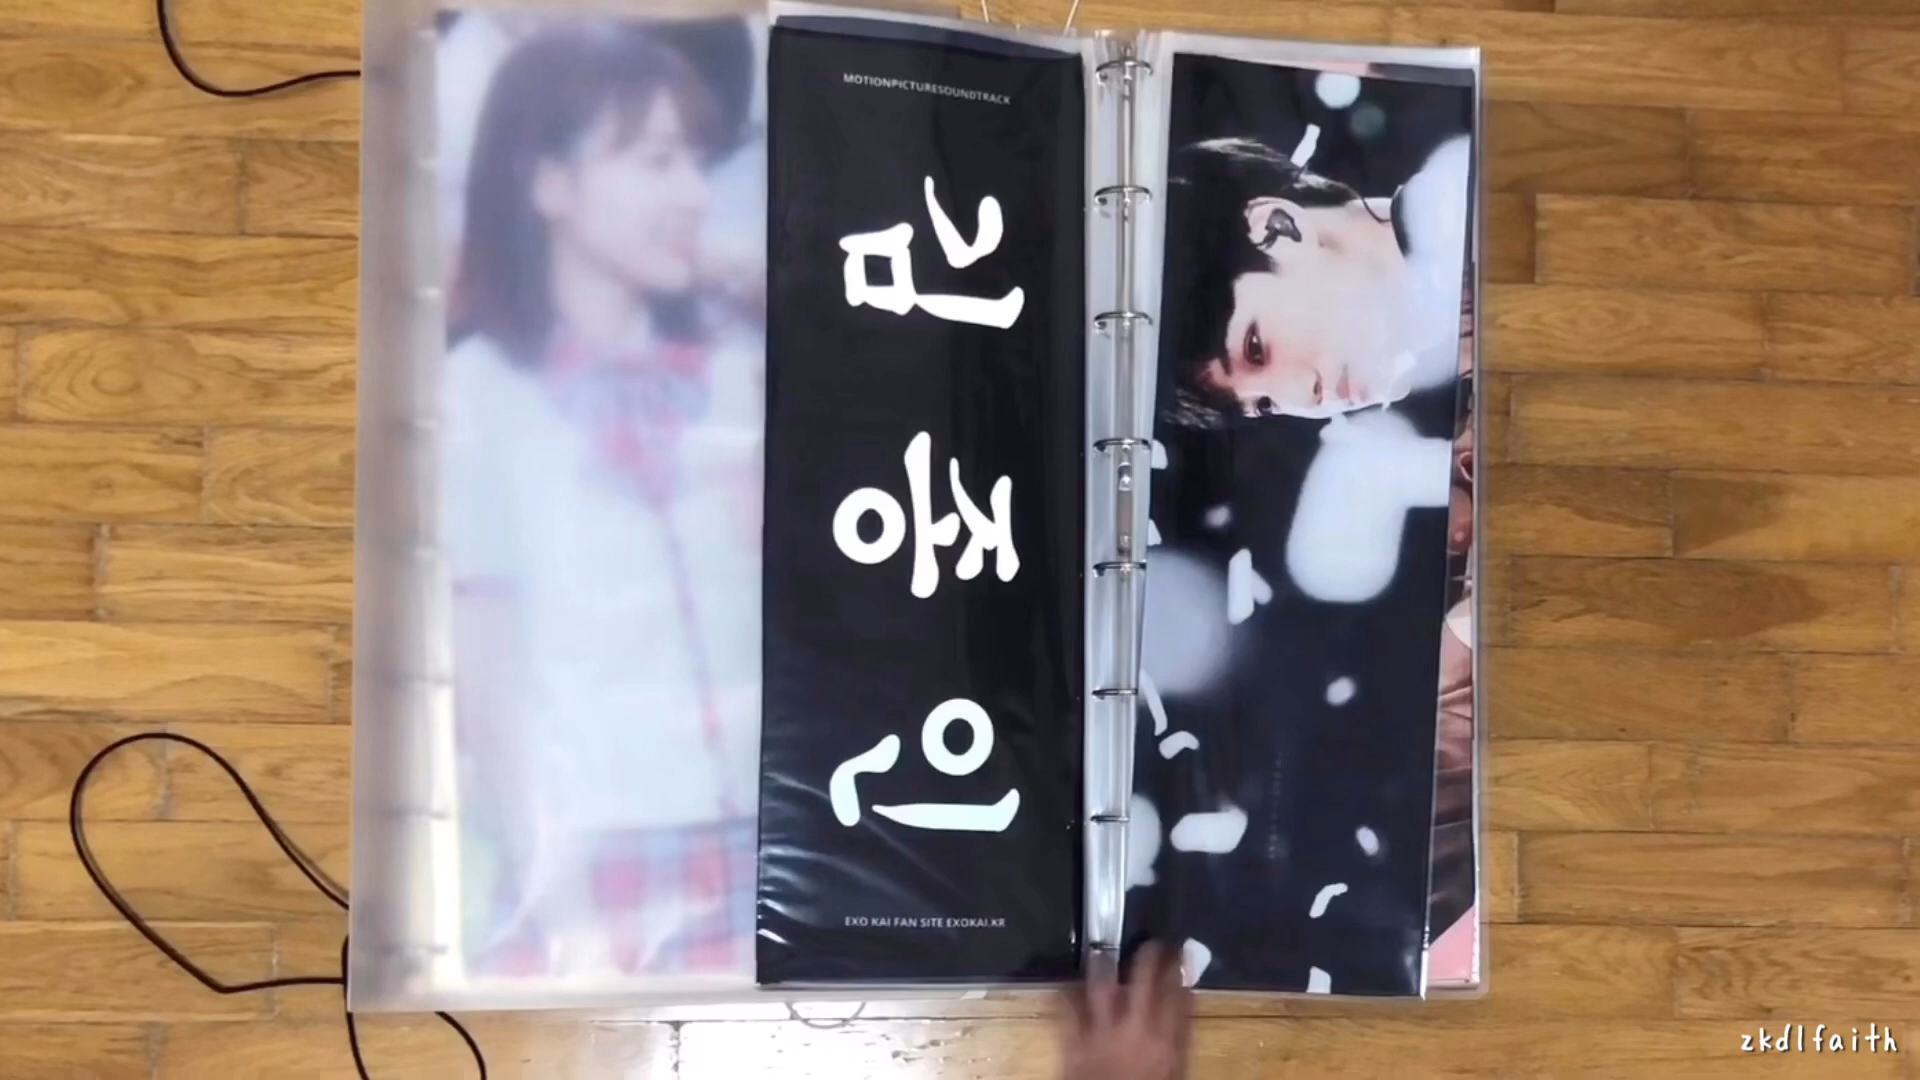 MOTIONPICTURESOUNDTRACK
김종인
EXO KAI FAN SITE EXOKAI.KR
zkdlfaith